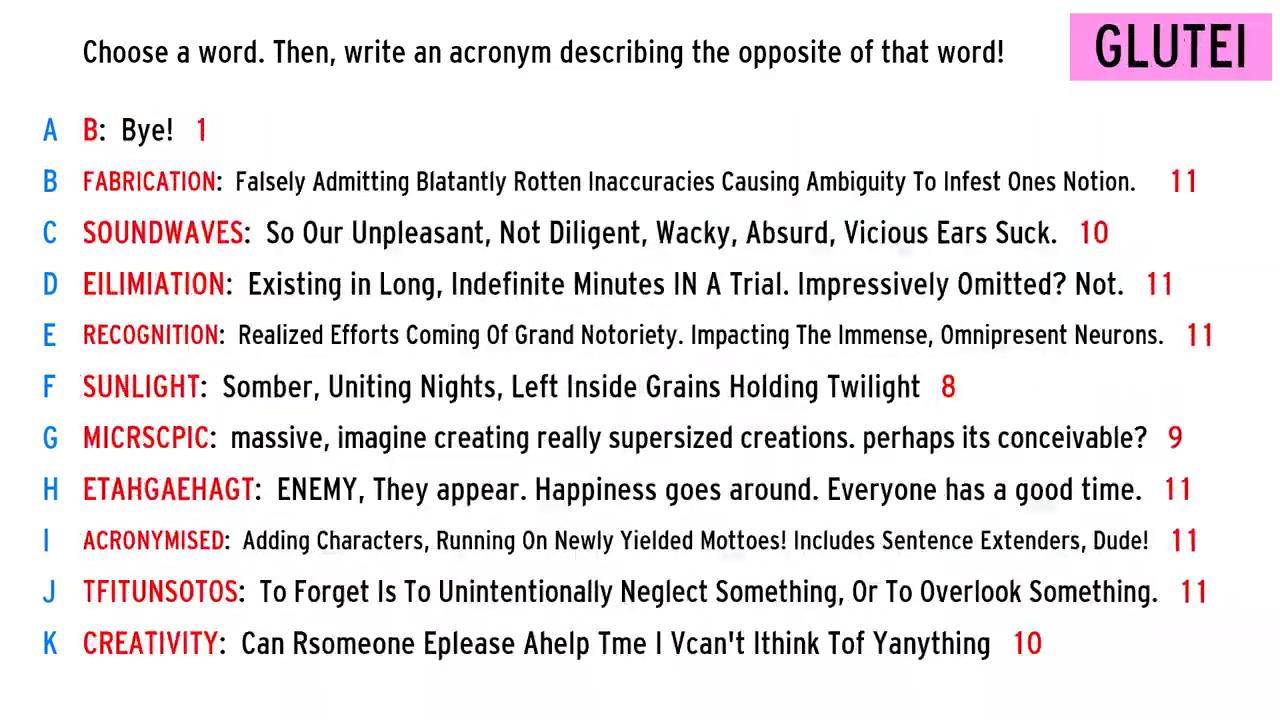 Choose a word. Then, write an acronym describing the opposite of that word!
GLUTEI
A B: Bye! 1
B FABRICATION: Falsely Admitting Blatantly Rotten Inaccuracies Causing Ambiguity To Infest Ones Notion. 11
C SOUNDWAVES: So Our Unpleasant, Not Diligent, Wacky, Absurd, Vicious Ears Suck. 10
D EILIMIATION: Existing in Long, Indefinite Minutes IN A Trial. Impressively Omitted? Not. 11
E RECOGNITION: Realized Efforts Coming Of Grand Notoriety. Impacting The Immense, Omnipresent Neurons. 11
F SUNLIGHT: Somber, Uniting Nights, Left Inside Grains Holding Twilight 8
G MICRSCPIC: massive, imagine creating really supersized creations. perhaps its conceivable? 9
H ETAHGAEHAGT: ENEMY, They appear. Happiness goes around. Everyone has a good time. 11
I ACRONYMISED: Adding Characters, Running On Newly Yielded Mottoes! Includes Sentence Extenders, Dude! 11
J TFITUNSOTOS: To Forget Is To Unintentionally Neglect Something, Or To Overlook Something. 11
K CREATIVITY: Can Rsomeone Eplease Ahelp Tme I Vcan't Ithink Tof Yanything 10